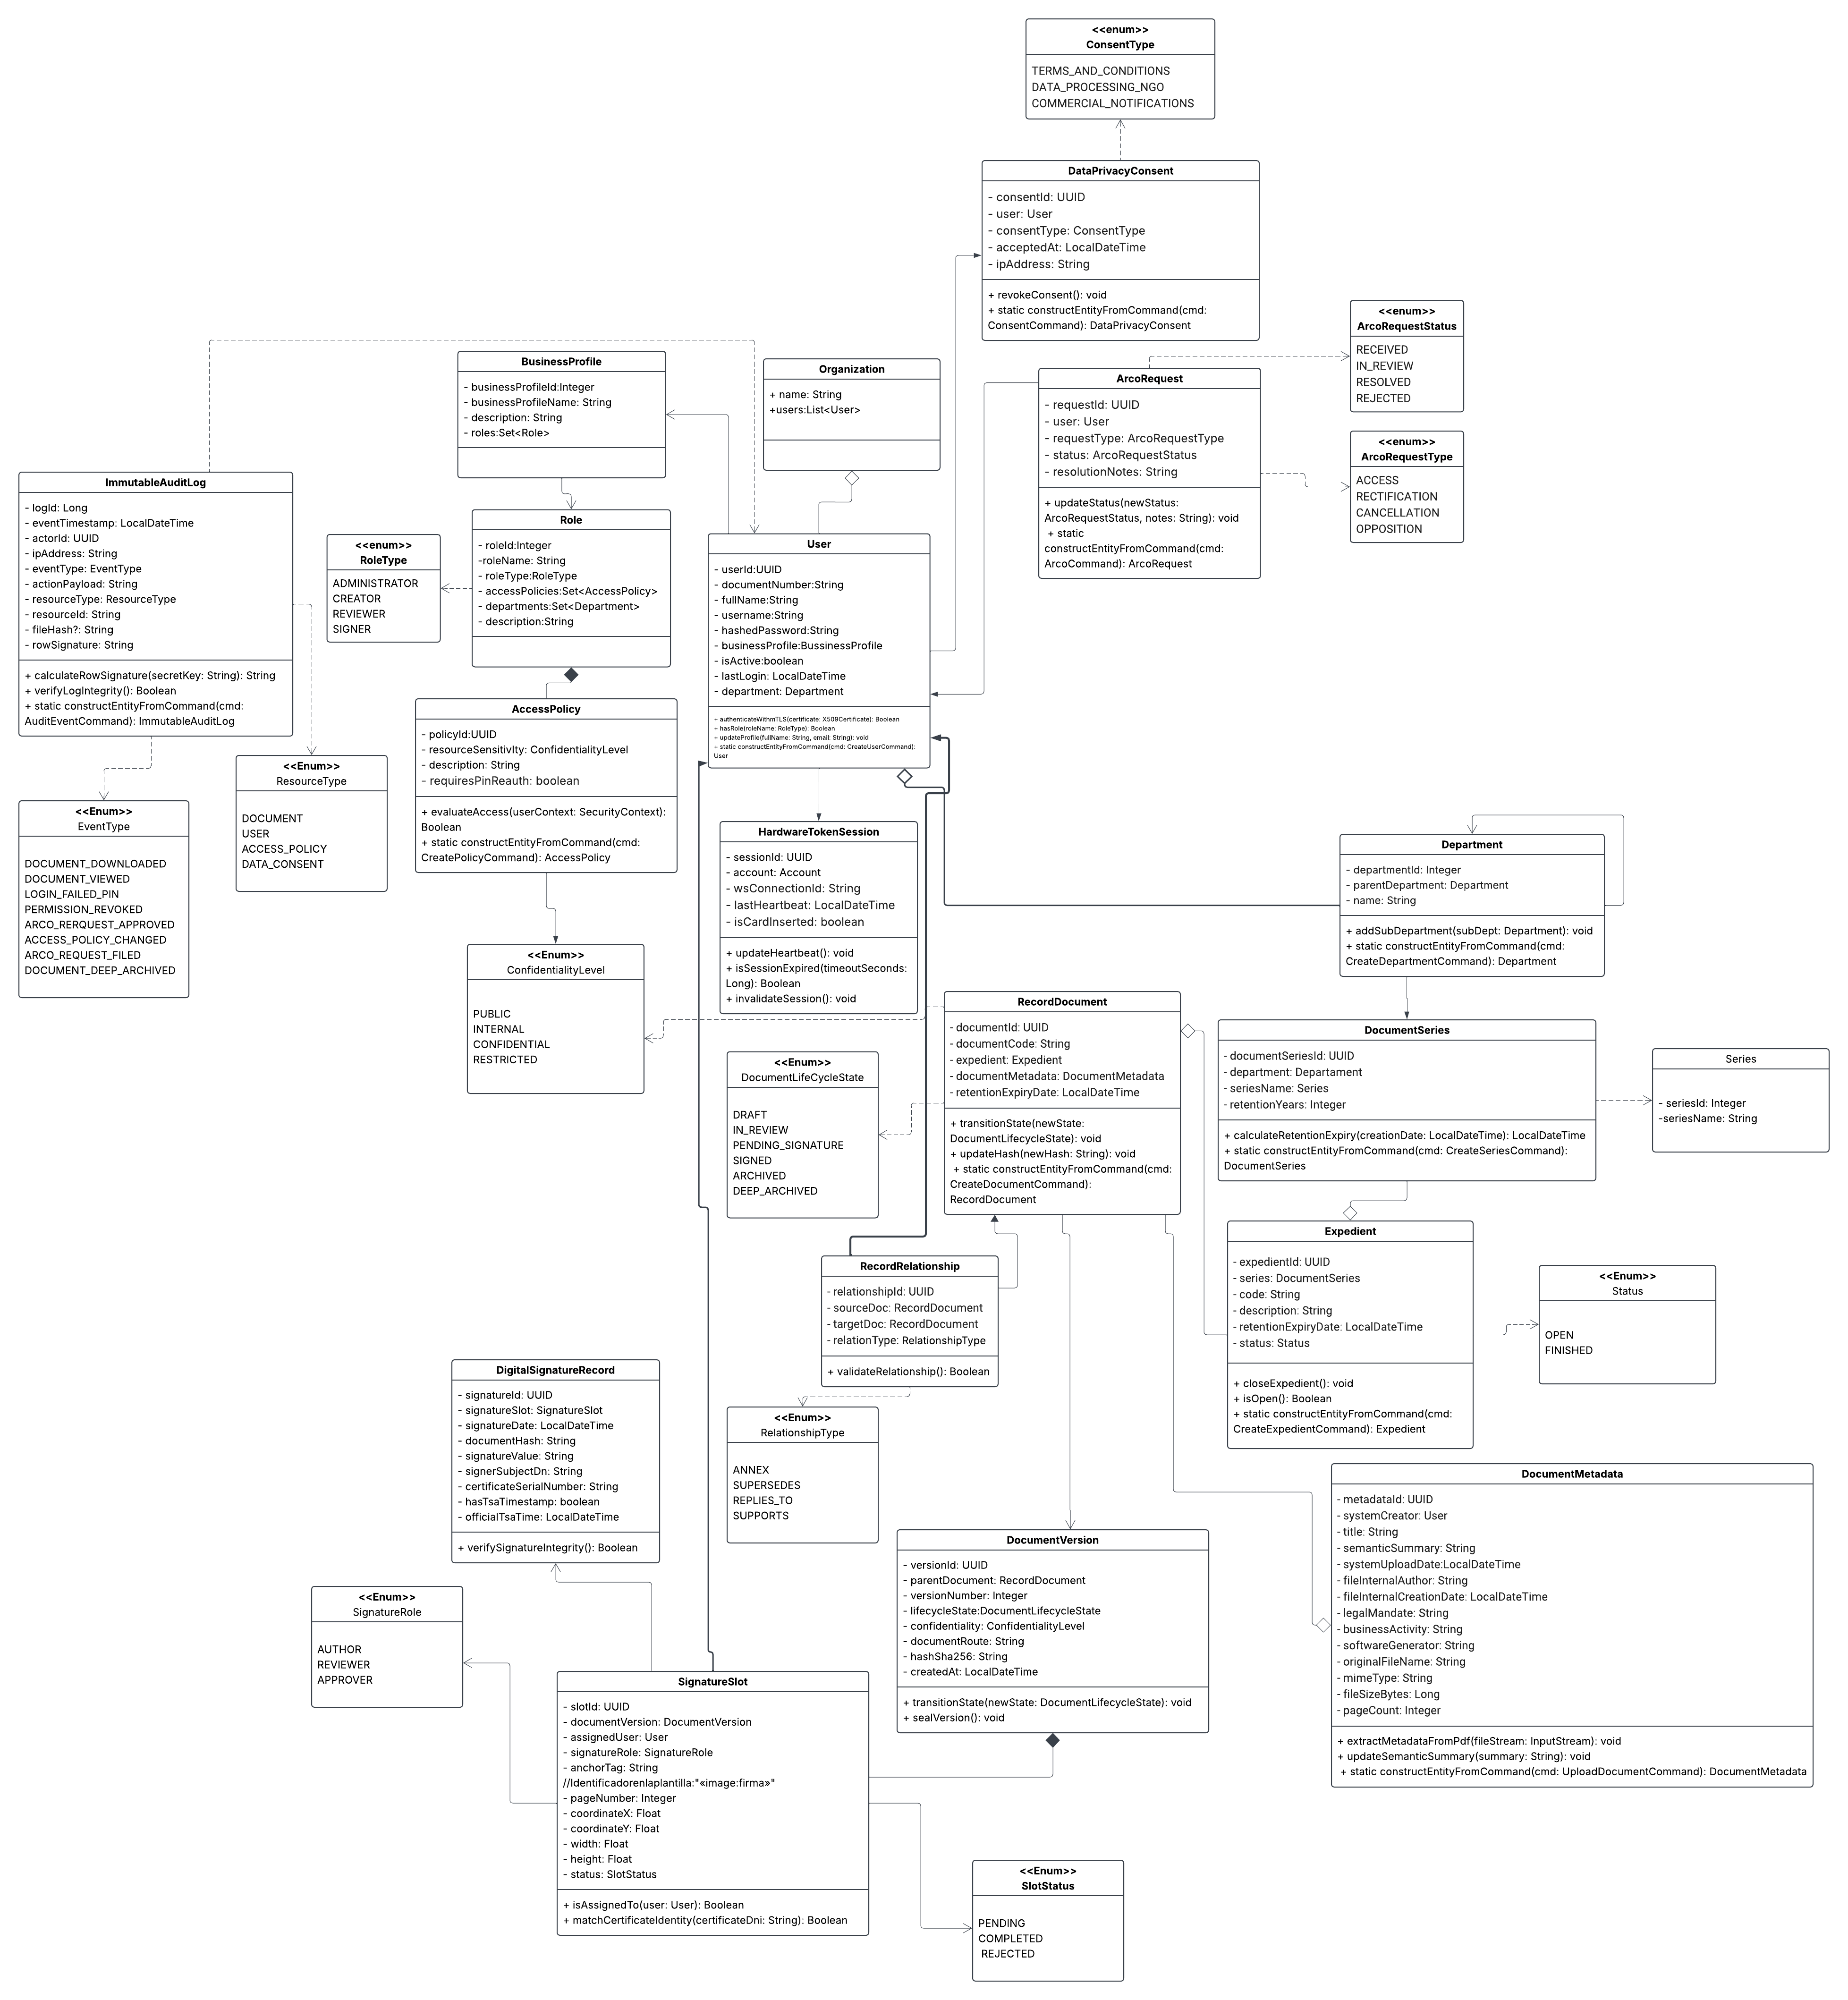 <<enum>>
ConsentType
TERMS_AND_CONDITIONS
DATA_PROCESSING_NGO
COMMERCIAL_NOTIFICATIONS
DataPrivacyConsent
- consentId: UUID
- user: User
- consentType: ConsentType
- acceptedAt: LocalDateTime
- ipAddress: String
+ revokeConsent(): void
+ static constructEntityFromCommand(cmd:
ConsentCommand): DataPrivacyConsent
<<enum>>
ArcoRequestStatus
RECEIVED
IN_REVIEW
RESOLVED
REJECTED
BusinessProfile
- businessProfileId:Integer
- businessProfileName: String
- description: String
- roles:Set<Role>
Organization
+ name: String
+users:List<User>
ArcoRequest
- requestId: UUID
- user: User
- requestType: ArcoRequestType
- status: ArcoRequestStatus
- resolutionNotes: String
+ updateStatus(newStatus:
ArcoRequestStatus, notes: String): void
+ static
constructEntityFromCommand(cmd:
ArcoCommand): ArcoRequest
<<enum>>
ArcoRequestType
ACCESS
RECTIFICATION
CANCELLATION
OPPOSITION
ImmutableAuditLog
- logId: Long
- eventTimestamp: LocalDateTime
- actorId: UUID
- ipAddress: String
- eventType: EventType
- actionPayload: String
- resourceType: ResourceType
- resourceId: String
- fileHash?: String
- rowSignature: String
+ calculateRowSignature(secretKey: String): String
+ verifyLogIntegrity(): Boolean
+ static constructEntityFromCommand(cmd:
AuditEventCommand): ImmutableAuditLog
<<enum>>
RoleType
ADMINISTRATOR
CREATOR
REVIEWER
SIGNER
Role
- roleId:Integer
-roleName: String
- roleType:RoleType
- accessPolicies:Set<AccessPolicy>
- departments:Set<Department>
- description:String
User
- userId:UUID
- documentNumber:String
- fullName:String
- username:String
- hashedPassword:String
- businessProfile:BussinessProfile
- isActive:boolean
- lastLogin: LocalDateTime
- department: Department
+ authenticateWithmTLS(certificate: X509Certificate): Boolean
+ hasRole(roleName: RoleType): Boolean
+ updateProfile(fullName: String, email: String): void
+ static constructEntityFromCommand(cmd: CreateUserCommand):
User
AccessPolicy
- policyId:UUID
- resourceSensitivity: ConfidentialityLevel
- description: String
- requiresPinReauth: boolean
+ evaluateAccess(userContext: SecurityContext):
Boolean
+ static constructEntityFromCommand(cmd:
CreatePolicyCommand): AccessPolicy
<<Enum>>
ResourceType
DOCUMENT
USER
ACCESS_POLICY
DATA_CONSENT
<<Enum>>
EventType
DOCUMENT_DOWNLOADED
DOCUMENT_VIEWED
LOGIN_FAILED_PIN
PERMISSION_REVOKED
ARCO_RERQUEST_APPROVED
ACCESS_POLICY_CHANGED
ARCO_REQUEST_FILED
DOCUMENT_DEEP_ARCHIVED
HardwareTokenSession
- sessionId: UUID
- account: Account
- wsConnectionId: String
- lastHeartbeat: LocalDateTime
- isCardInserted: boolean
+ updateHeartbeat(): void
+ isSessionExpired(timeoutSeconds:
Long): Boolean
+ invalidateSession(): void
Department
- departmentId: Integer
- parentDepartment: Department
- name: String
+ addSubDepartment(subDept: Department): void
+ static constructEntityFromCommand(cmd:
CreateDepartmentCommand): Department
<<Enum>>
ConfidentialityLevel
PUBLIC
INTERNAL
CONFIDENTIAL
RESTRICTED
RecordDocument
- documentId: UUID
- documentCode: String
- expedient: Expedient
- documentMetadata: DocumentMetadata
- retentionExpiryDate: LocalDateTime
+ transitionState(newState:
DocumentLifecycleState): void
+ updateHash(newHash: String): void
+ static constructEntityFromCommand(cmd:
CreateDocumentCommand):
RecordDocument
DocumentSeries
- documentSeriesId: UUID
- department: Departament
- seriesName: Series
- retentionYears: Integer
+ calculateRetentionExpiry(creationDate: LocalDateTime): LocalDateTime
+ static constructEntityFromCommand(cmd: CreateSeriesCommand):
DocumentSeries
Series
- seriesId: Integer
-seriesName: String
<<Enum>>
DocumentLifeCycleState
DRAFT
IN_REVIEW
PENDING_SIGNATURE
SIGNED
ARCHIVED
DEEP_ARCHIVED
Expedient
- expedientId: UUID
- series: DocumentSeries
- code: String
- description: String
- retentionExpiryDate: LocalDateTime
- status: Status
+ closeExpedient(): void
+ isOpen(): Boolean
+ static constructEntityFromCommand(cmd:
CreateExpedientCommand): Expedient
RecordRelationship
- relationshipId: UUID
- sourceDoc: RecordDocument
- targetDoc: RecordDocument
- relationType: RelationshipType
+ validateRelationship(): Boolean
<<Enum>>
Status
OPEN
FINISHED
DigitalSignatureRecord
- signatureId: UUID
- signatureSlot: SignatureSlot
- signatureDate: LocalDateTime
- documentHash: String
- signatureValue: String
- signerSubjectDn: String
- certificateSerialNumber: String
- hasTsaTimestamp: boolean
- officialTsaTime: LocalDateTime
+ verifySignatureIntegrity(): Boolean
<<Enum>>
RelationshipType
ANNEX
SUPERSEDES
REPLIES_TO
SUPPORTS
DocumentMetadata
- metadataId: UUID
- systemCreator: User
- title: String
- semanticSummary: String
- systemUploadDate:LocalDateTime
- fileInternalAuthor: String
- fileInternalCreationDate: LocalDateTime
- legalMandate: String
- businessActivity: String
- softwareGenerator: String
- originalFileName: String
- mimeType: String
- fileSizeBytes: Long
- pageCount: Integer
+ extractMetadataFromPdf(fileStream: InputStream): void
+ updateSemanticSummary(summary: String): void
+ static constructEntityFromCommand(cmd: UploadDocumentCommand): DocumentMetadata
DocumentVersion
- versionId: UUID
- parentDocument: RecordDocument
- versionNumber: Integer
- lifecycleState:DocumentLifecycleState
- confidentiality: ConfidentialityLevel
- documentRoute: String
- hashSha256: String
- createdAt: LocalDateTime
+ transitionState(newState: DocumentLifecycleState): void
+ sealVersion(): void
<<Enum>>
SignatureRole
AUTHOR
REVIEWER
APPROVER
SignatureSlot
- slotId: UUID
- documentVersion: DocumentVersion
- assignedUser: User
- signatureRole: SignatureRole
- anchorTag: String
//Identificadorenlaplantilla:"«image:firma»"
- pageNumber: Integer
- coordinateX: Float
- coordinateY: Float
- width: Float
- height: Float
- status: SlotStatus
+ isAssignedTo(user: User): Boolean
+ matchCertificateIdentity(certificateDni: String): Boolean
<<Enum>>
SlotStatus
PENDING
COMPLETED
REJECTED